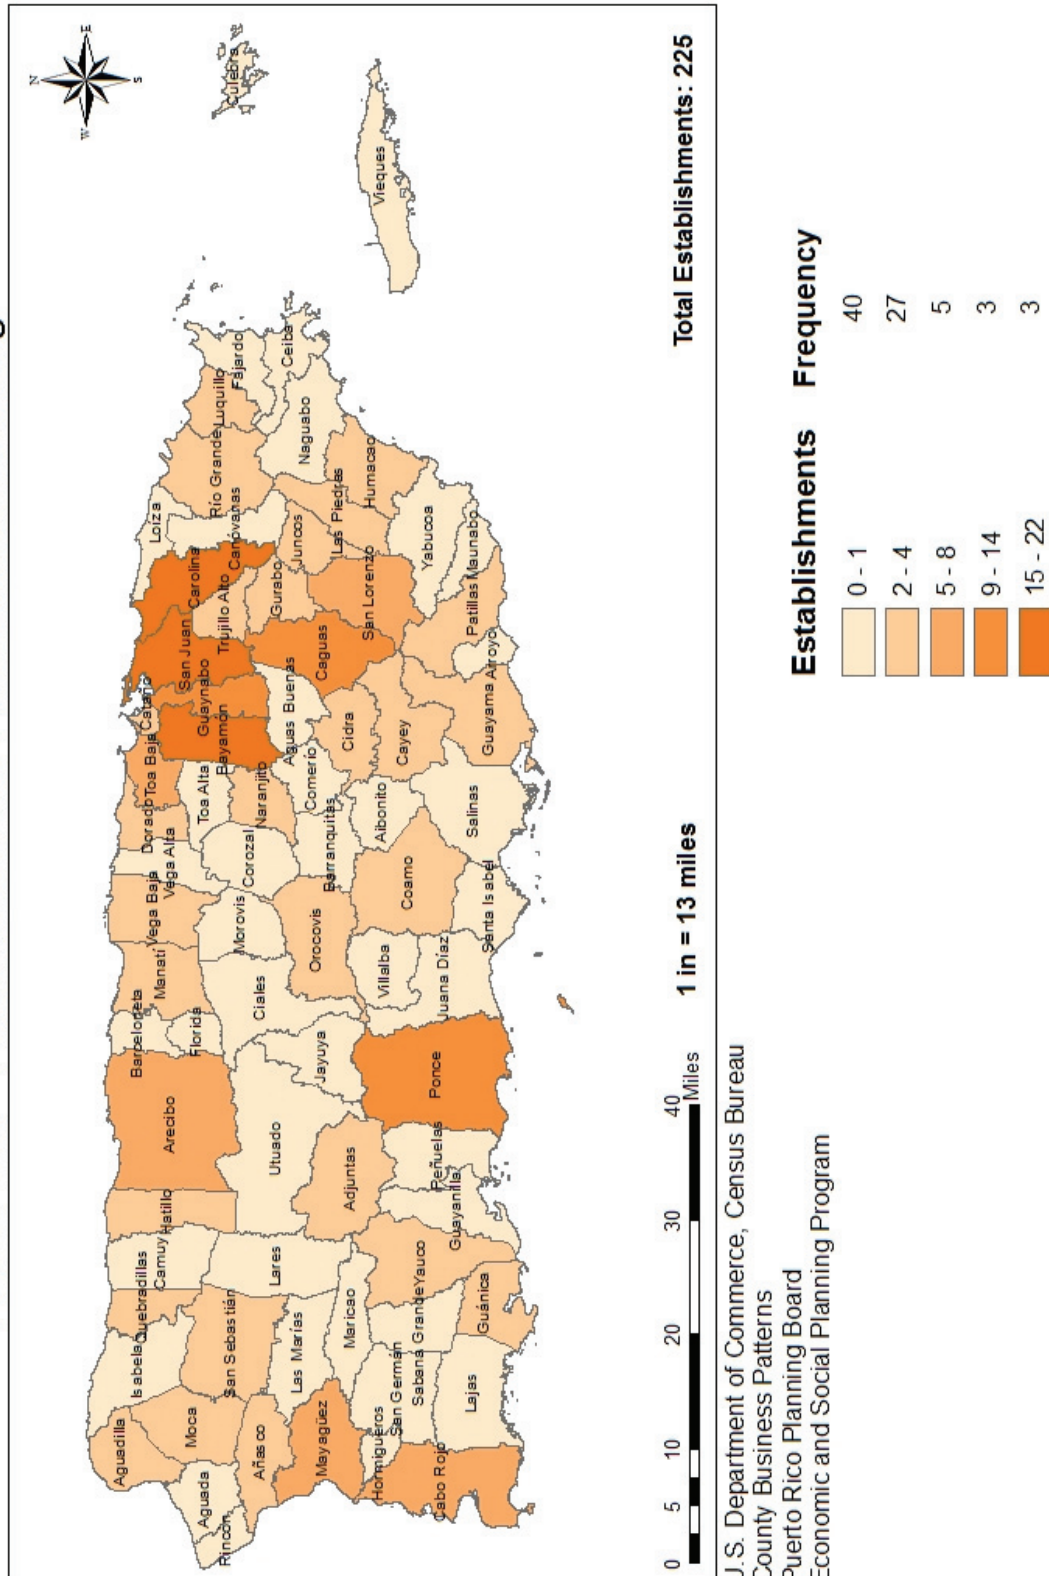 N
E
S
W
Culebra
Vieques
Fajardo
Ceiba
Luquillo
Naguabo
Río Grande
Humacao
Las Piedras
Loíza
Canóvanas
Juncos
Yabucoa
Maunabo
Carolina
Trujillo Alto
Gurabo
San Lorenzo
Patillas
San Juan
Caguas
Arroyo
Guaynabo
Cataño
Aguas Buenas
Guayama
Bayamón
Cidra
Cayey
Toa Baja
Toa Alta
Naranjito
Comerío
Dorado
Aibonito
Salinas
Vega Alta
Corozal
Barranquitas
Coamo
Vega Baja
Morovis
Orocovis
Santa Isabel
Manatí
Ciales
Villalba
Juana Díaz
Barceloneta
Florida
Jayuya
Ponce
Arecibo
Utuado
Adjuntas
Peñuelas
Hatillo
Guayanilla
Camuy
Lares
Yauco
Quebradillas
Isabela
San Sebastián
Las Marías
Maricao
Sabana Grande
Guánica
San Germán
Lajas
Aguadilla
Moca
Añasco
Mayagüez
Hormigueros
Cabo Rojo
Aguada
Rincón
Total Establishments: 225
1 in = 13 miles
0 5 10 20 30 40
Miles
U.S. Department of Commerce, Census Bureau
County Business Patterns
Puerto Rico Planning Board
Economic and Social Planning Program
Establishments Frequency
0 - 1 40
2 - 4 27
5 - 8 5
9 - 14 3
15 - 22 3